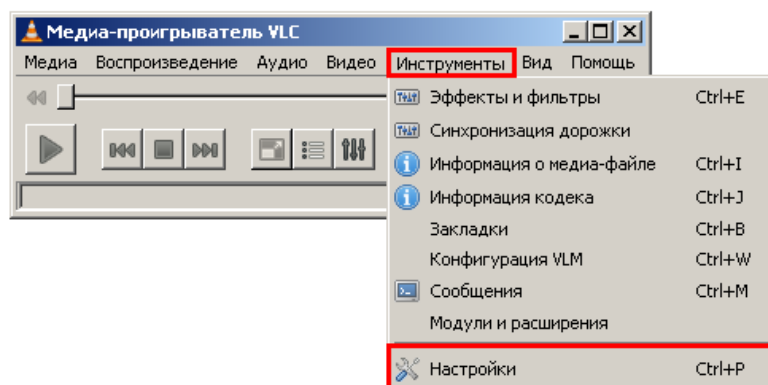 Медиа-проигрыватель VLC
Медиа Воспроизведение Аудио Видео Инструменты Вид Помощь
Эффекты и фильтры Ctrl+E
Синхронизация дорожки
Информация о медиа-файле Ctrl+I
Информация кодека Ctrl+J
Закладки Ctrl+B
Конфигурация VLM Ctrl+W
Сообщения Ctrl+M
Модули и расширения
Настройки Ctrl+P